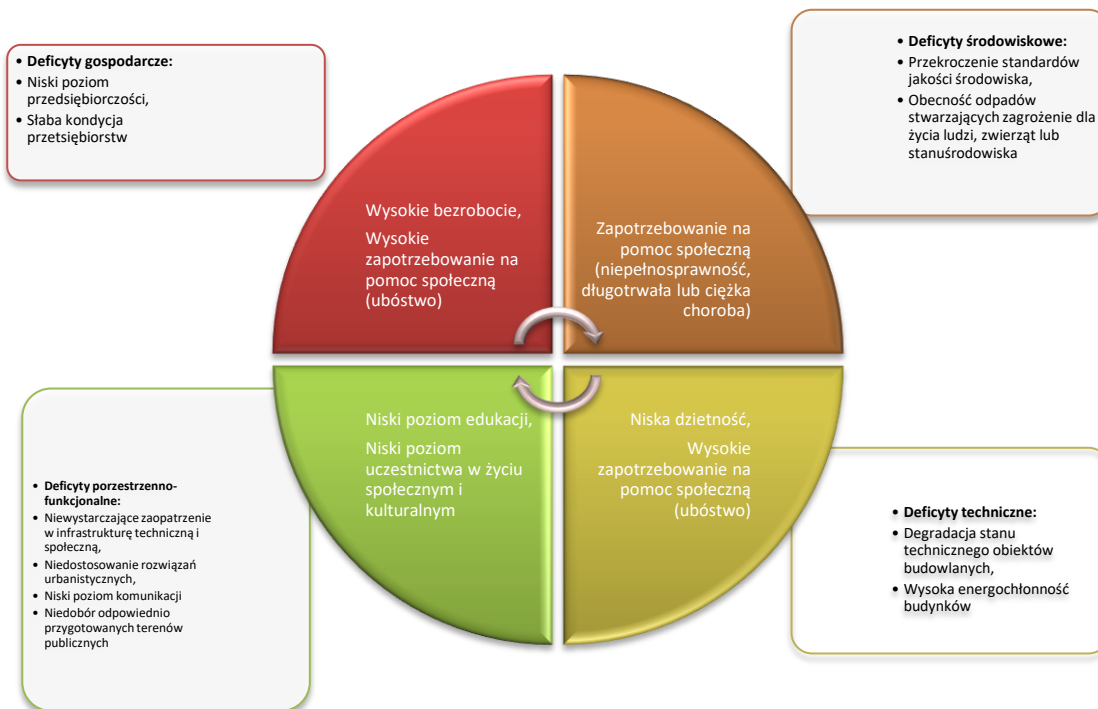 • Deficyty gospodarcze:
• Niski poziom
przedsiębiorczości,
• Słaba kondycja
przetsiębiorstw
• Deficyty środowiskowe:
• Przekroczenie standardów
jakości środowiska,
• Obecność odpadów
stwarzających zagrożenie dla
życia ludzi, zwierząt lub
stanuśrodowiska
Wysokie bezrobocie,
Wysokie
zapotrzebowanie na
pomoc społeczną
(ubóstwo)
Zapotrzebowanie na
pomoc społeczną
(niepełnosprawność,
długotrwała lub ciężka
choroba)
Niski poziom edukacji,
Niski poziom
uczestnictwa w życiu
społecznym i
kulturalnym
Niska dzietność,
Wysokie
zapotrzebowanie na
pomoc społeczną
(ubóstwo)
• Deficyty porzestrzenno-
funkcjonalne:
• Niewystarczające zaopatrzenie
w infrastrukturę techniczną i
społeczną,
• Niedostosowanie rozwiązań
urbanistycznych,
• Niski poziom komunikacji
• Niedobór odpowiednio
przygotowanych terenów
publicznych
• Deficyty techniczne:
• Degradacja stanu
technicznego obiektów
budowlanych,
• Wysoka energochłonność
budynków